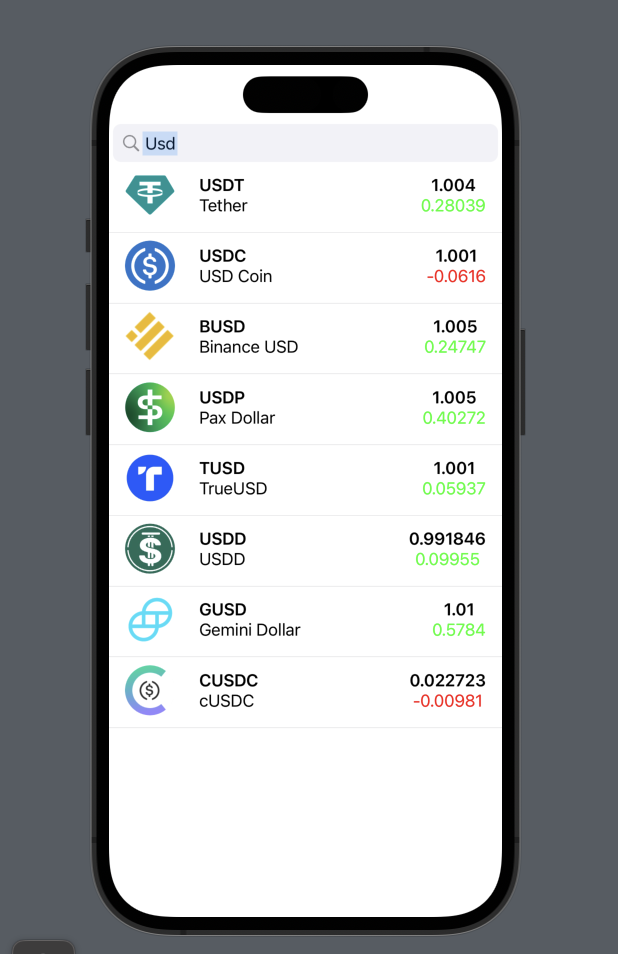 Usd
USDT 1.004
Tether 0.28039
USDC 1.001
USD Coin -0.0616
BUSD 1.005
Binance USD 0.24747
USDP 1.005
Pax Dollar 0.40272
TUSD 1.001
TrueUSD 0.05937
USDD 0.991846
USDD 0.09955
GUSD 1.01
Gemini Dollar 0.5784
CUSDC 0.022723
cUSDC -0.00981